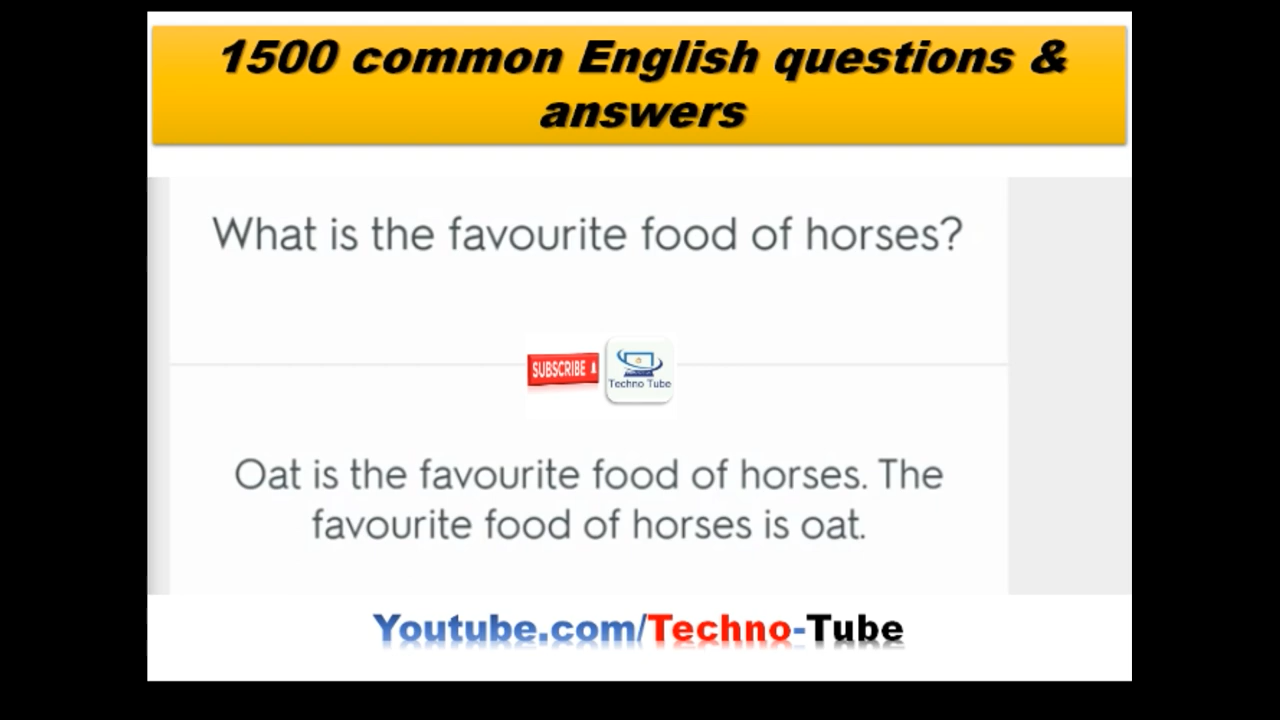 1500 common English questions &
answers
What is the favourite food of horses?
SUBSCRIBE
Techno Tube
Oat is the favourite food of horses. The
favourite food of horses is oat.
Youtube.com/Techno-Tube